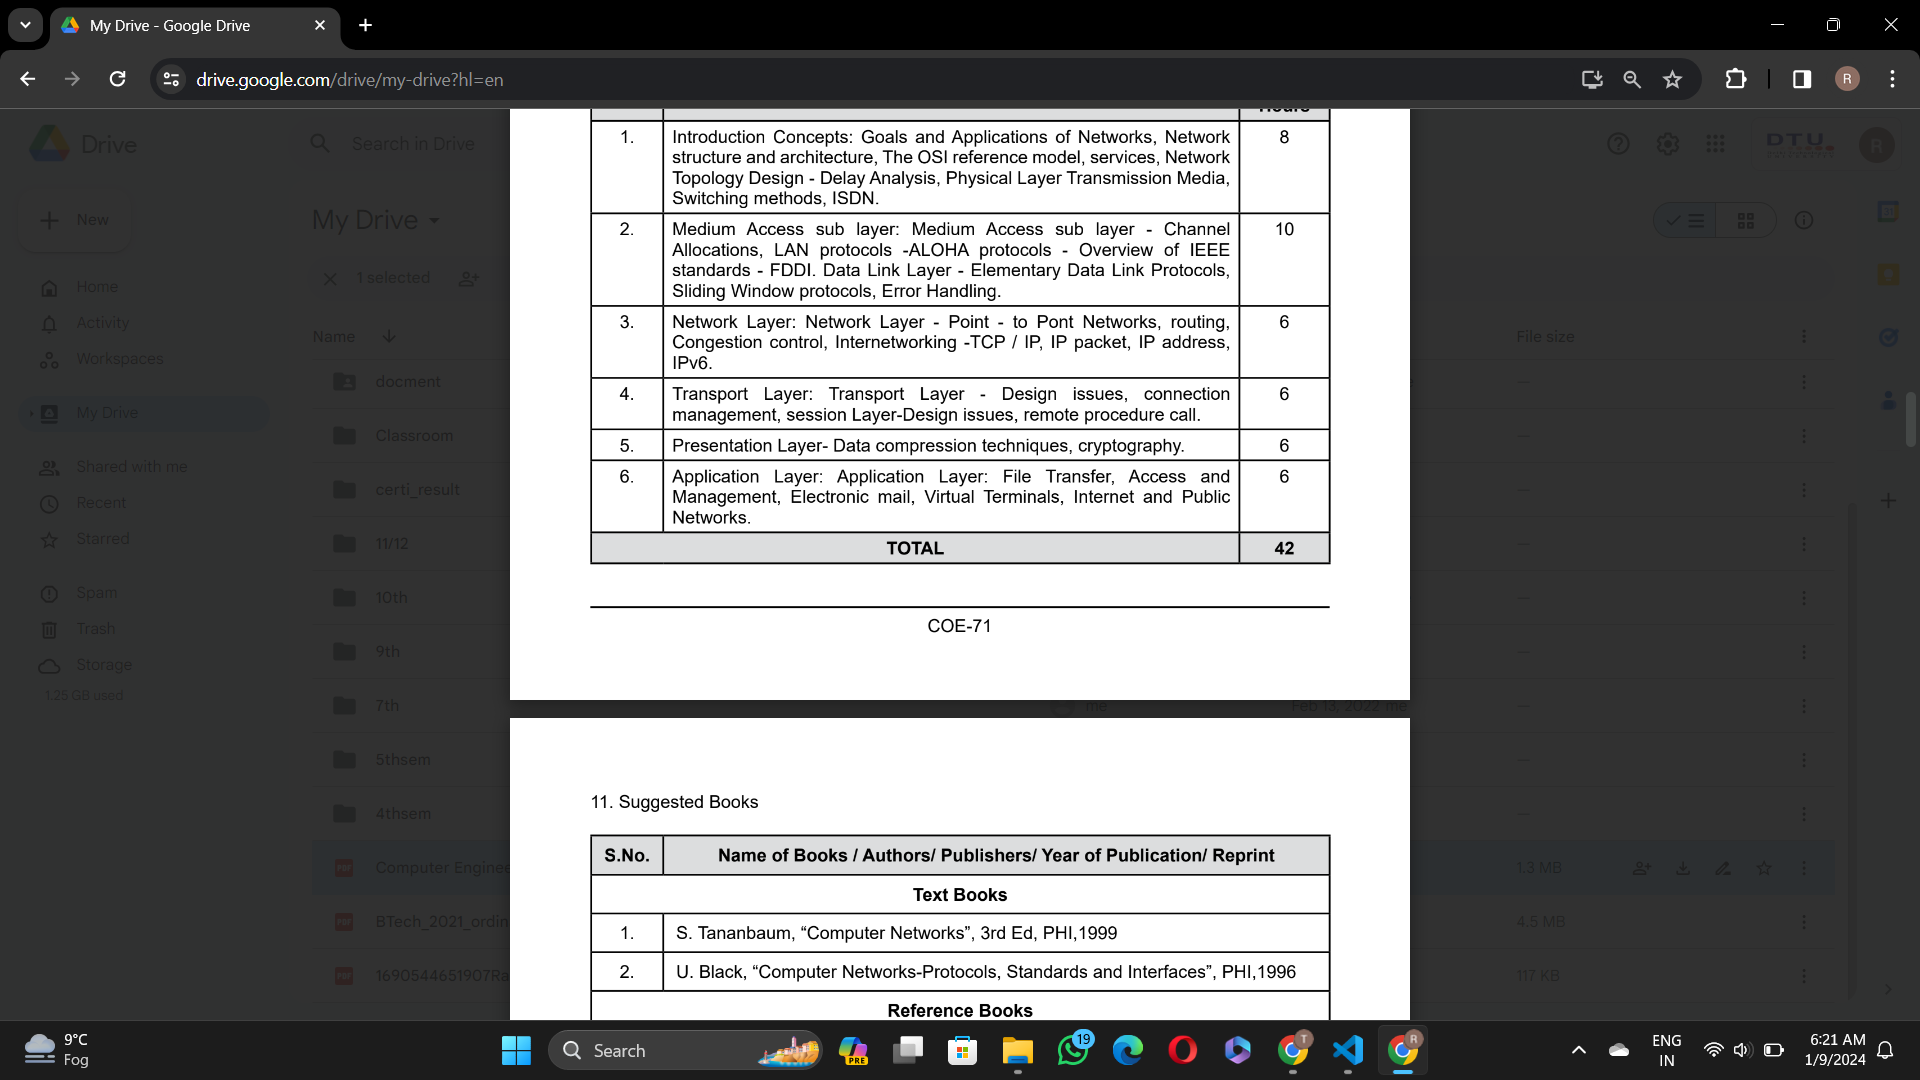 My Drive - Google Drive
drive.google.com/drive/my-drive?hl=en
R
Drive
Search in Drive
DTU
R
New
My Drive
1 selected
Home
Activity
Workspaces
My Drive
Shared with me
Recent
Starred
Spam
Trash
Storage
1.25 GB used
Name
File size
docment
Classroom
certi_result
11/12
10th
9th
7th
me
Feb 13, 2022 me
5thsem
4thsem
Computer Enginee
1.3 MB
BTech_2021_ordin
4.5 MB
1690544651907Ra
117 KB
Hours
1. Introduction Concepts: Goals and Applications of Networks, Network 8
structure and architecture, The OSI reference model, services, Network
Topology Design - Delay Analysis, Physical Layer Transmission Media,
Switching methods, ISDN.
2. Medium Access sub layer: Medium Access sub layer - Channel 10
Allocations, LAN protocols -ALOHA protocols - Overview of IEEE
standards - FDDI. Data Link Layer - Elementary Data Link Protocols,
Sliding Window protocols, Error Handling.
3. Network Layer: Network Layer - Point - to Pont Networks, routing, 6
Congestion control, Internetworking -TCP / IP, IP packet, IP address,
IPv6.
4. Transport Layer: Transport Layer - Design issues, connection 6
management, session Layer-Design issues, remote procedure call.
5. Presentation Layer- Data compression techniques, cryptography. 6
6. Application Layer: Application Layer: File Transfer, Access and 6
Management, Electronic mail, Virtual Terminals, Internet and Public
Networks.
TOTAL 42
COE-71
11. Suggested Books
S.No. Name of Books / Authors/ Publishers/ Year of Publication/ Reprint
Text Books
1. S. Tananbaum, “Computer Networks”, 3rd Ed, PHI,1999
2. U. Black, “Computer Networks-Protocols, Standards and Interfaces”, PHI,1996
Reference Books
9°C
Fog
Search
PRE
19
T
R
ENG
IN
6:21 AM
1/9/2024